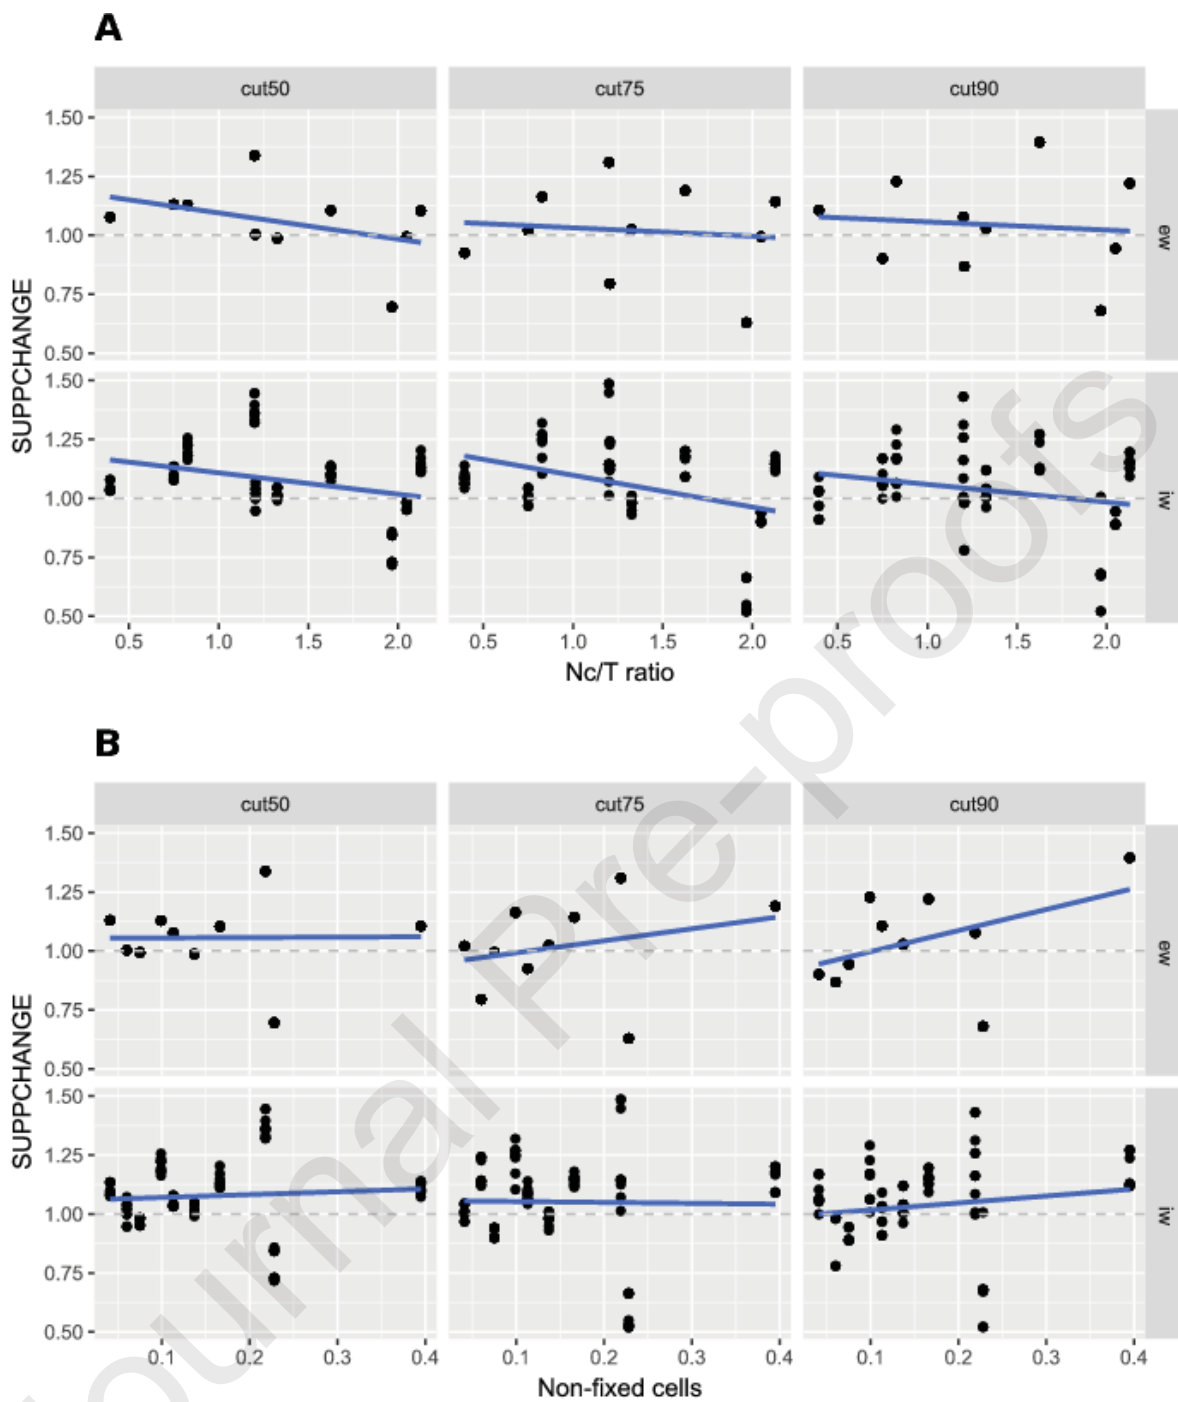 A
cut50 cut75 cut90
1.50
1.25
1.00
0.75
0.50
ew
1.50
1.25
1.00
0.75
0.50
iw
SUPPCHANGE
0.5 1.0 1.5 2.0 0.5 1.0 1.5 2.0 0.5 1.0 1.5 2.0
Nc/T ratio
B
cut50 cut75 cut90
1.50
1.25
1.00
0.75
0.50
ew
1.50
1.25
1.00
0.75
0.50
iw
SUPPCHANGE
0.1 0.2 0.3 0.4 0.1 0.2 0.3 0.4 0.1 0.2 0.3 0.4
Non-fixed cells
Journal Pre-proofs